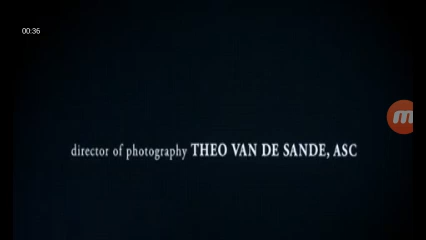 00:36
director of photography THEO VAN DE SANDE, ASC